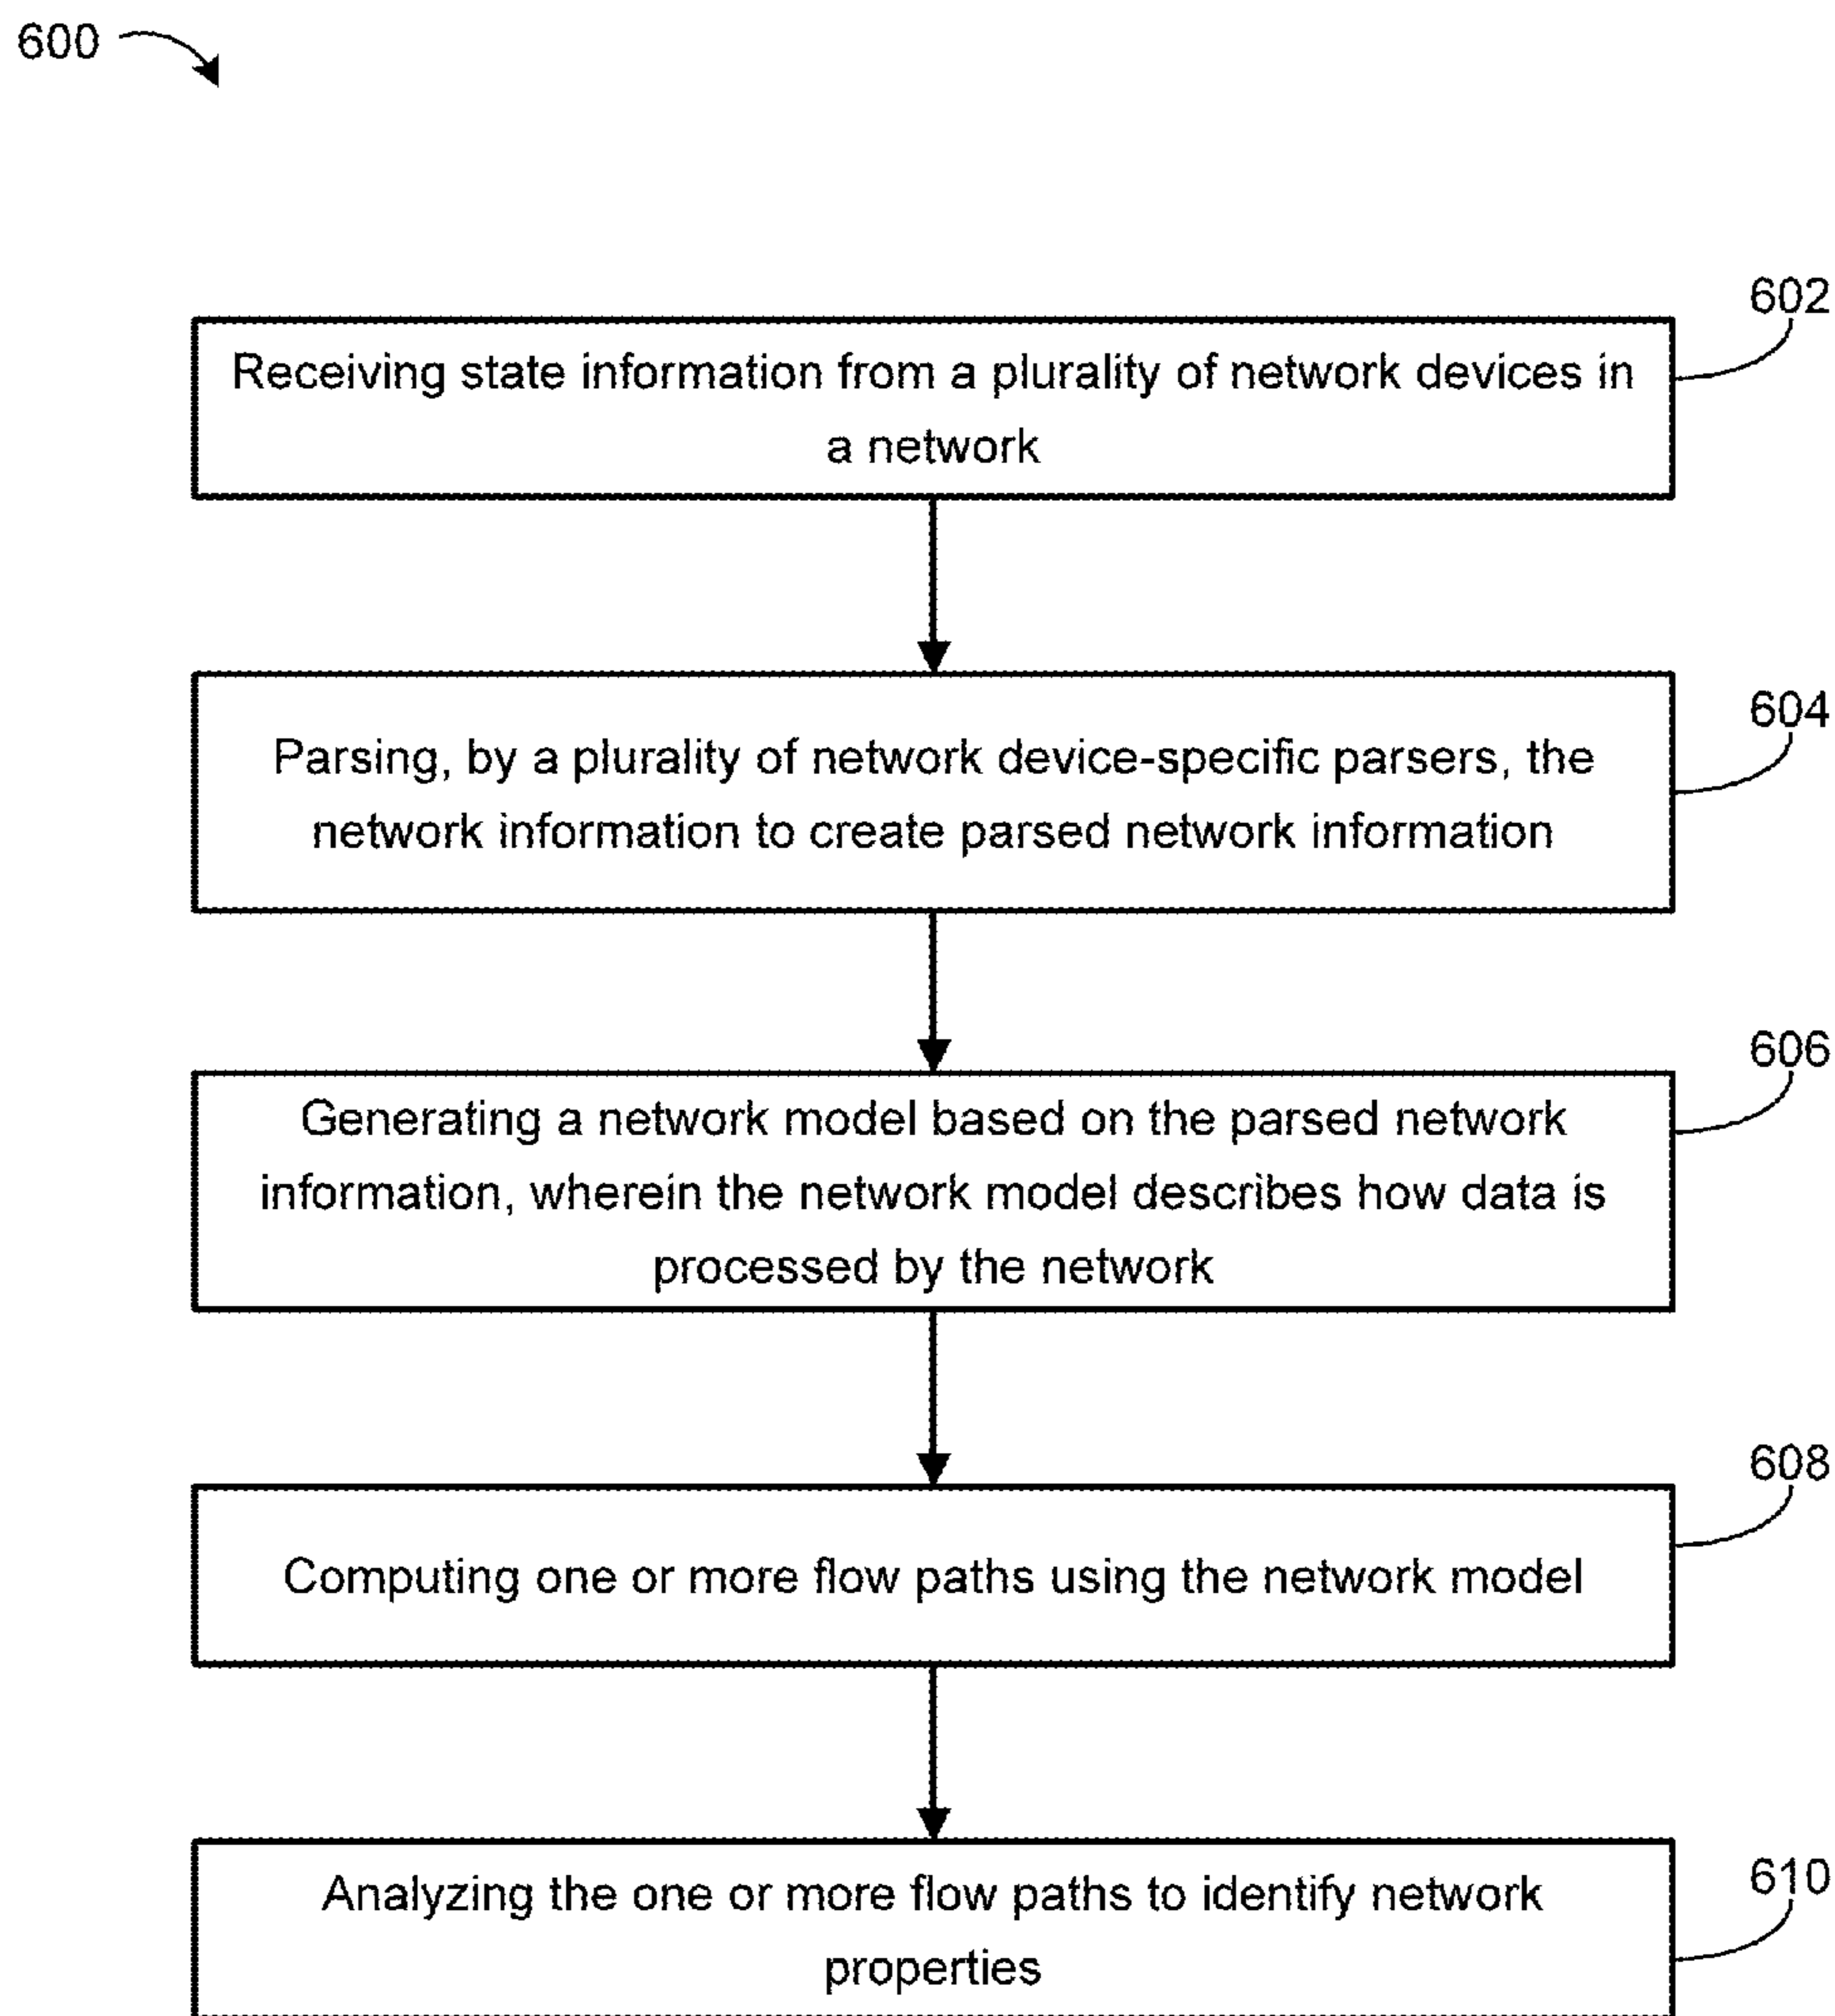 600
602
Receiving state information from a plurality of network devices in
a network
604
Parsing, by a plurality of network device-specific parsers, the
network information to create parsed network information
606
Generating a network model based on the parsed network
information, wherein the network model describes how data is
processed by the network
608
Computing one or more flow paths using the network model
610
Analyzing the one or more flow paths to identify network
properties